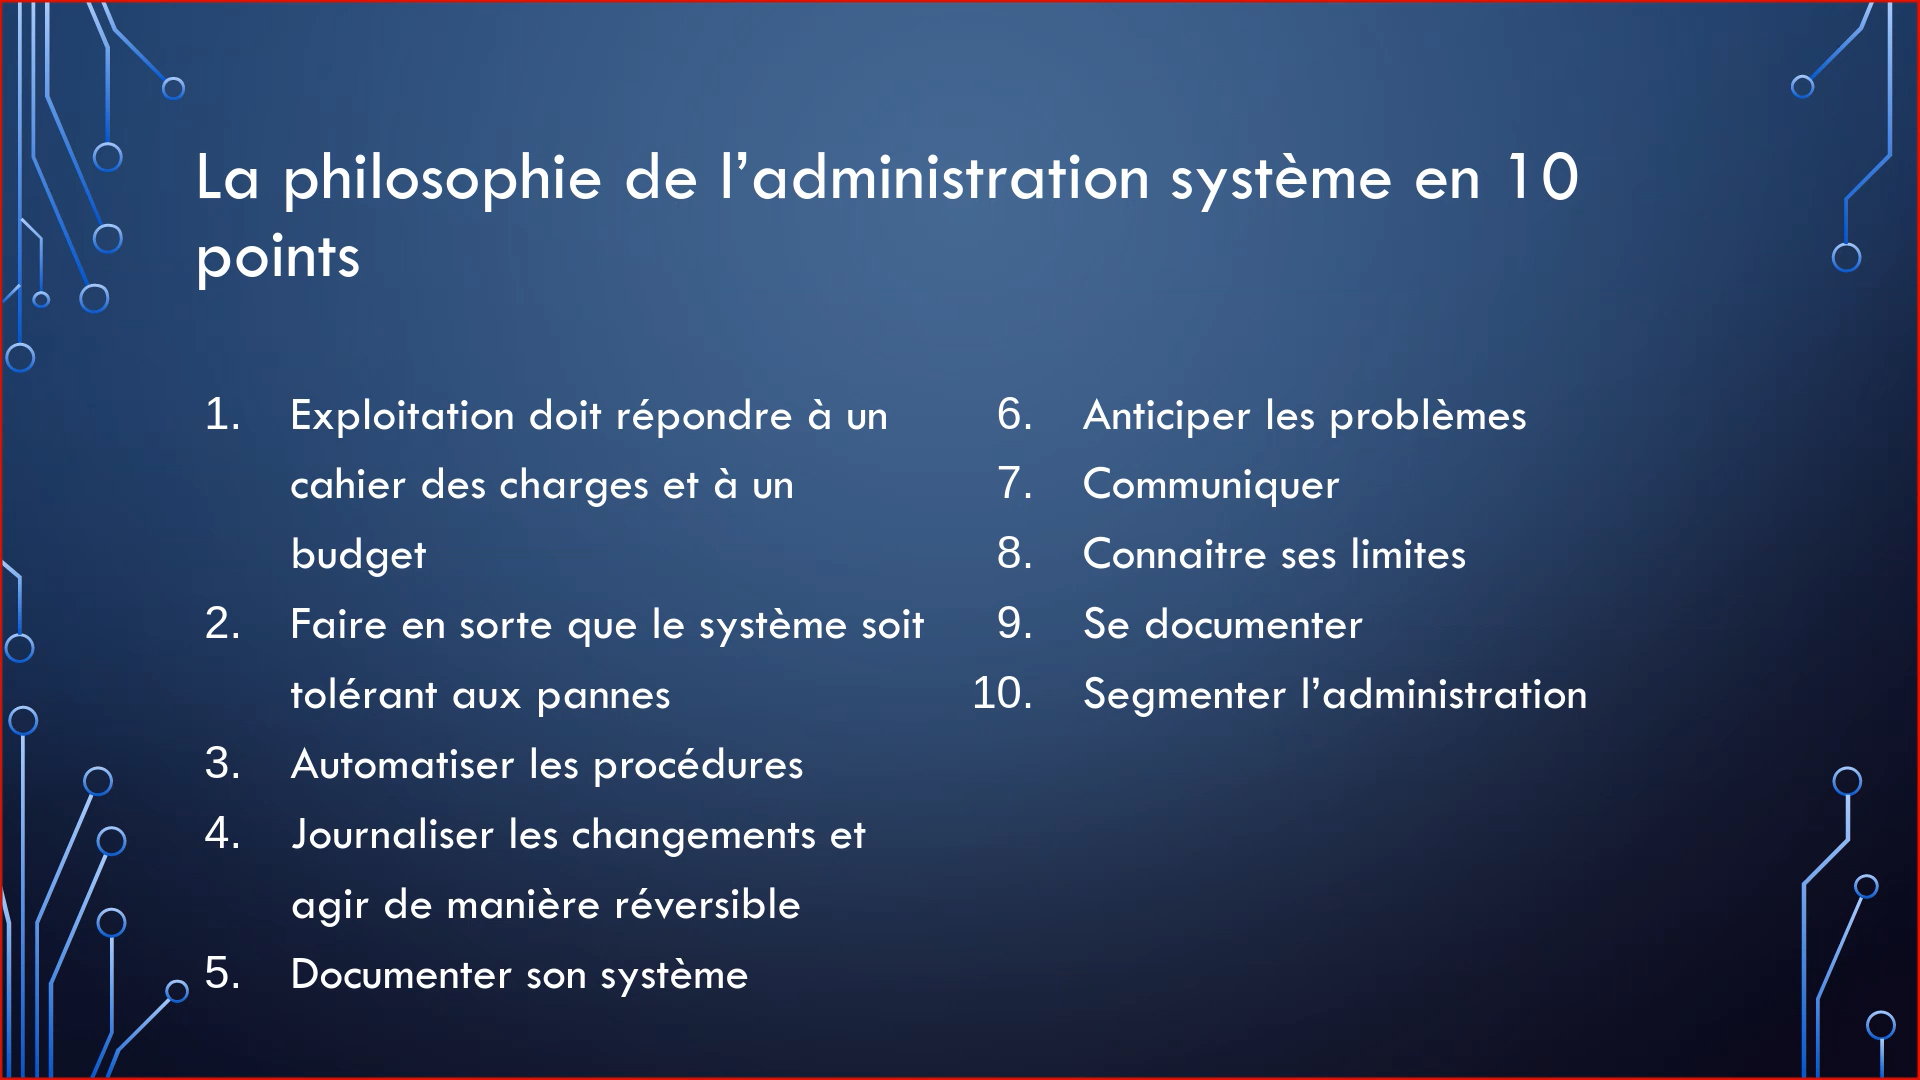 La philosophie de l’administration système en 10
points
1. Exploitation doit répondre à un
cahier des charges et à un
budget
2. Faire en sorte que le système soit
tolérant aux pannes
3. Automatiser les procédures
4. Journaliser les changements et
agir de manière réversible
5. Documenter son système
6. Anticiper les problèmes
7. Communiquer
8. Connaitre ses limites
9. Se documenter
10. Segmenter l’administration